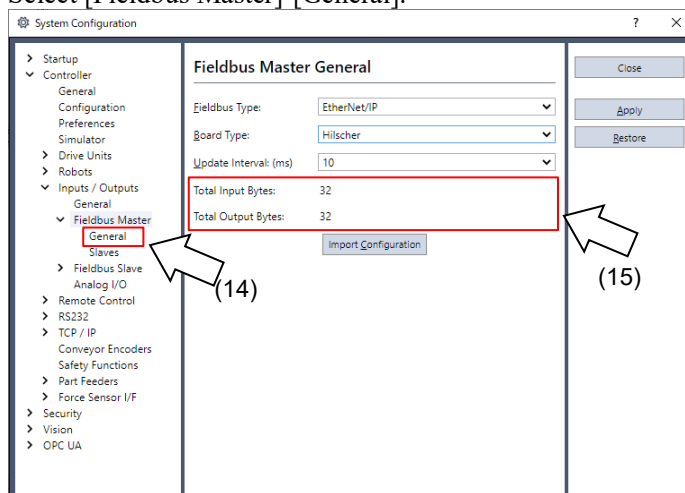 Select [Fieldbus Master]-[General].
System Configuration ? ×
Startup
Controller
General
Configuration
Preferences
Simulator
Drive Units
Robots
Inputs / Outputs
General
Fieldbus Master
General
Slaves
Fieldbus Slave
Analog I/O
Remote Control
RS232
TCP / IP
Conveyor Encoders
Safety Functions
Part Feeders
Force Sensor I/F
Security
Vision
OPC UA
(14)
Fieldbus Master General
Fieldbus Type: EtherNet/IP
Board Type: Hilscher
Update Interval: (ms) 10
Total Input Bytes: 32
Total Output Bytes: 32
Import Configuration
(15)
Close
Apply
Restore